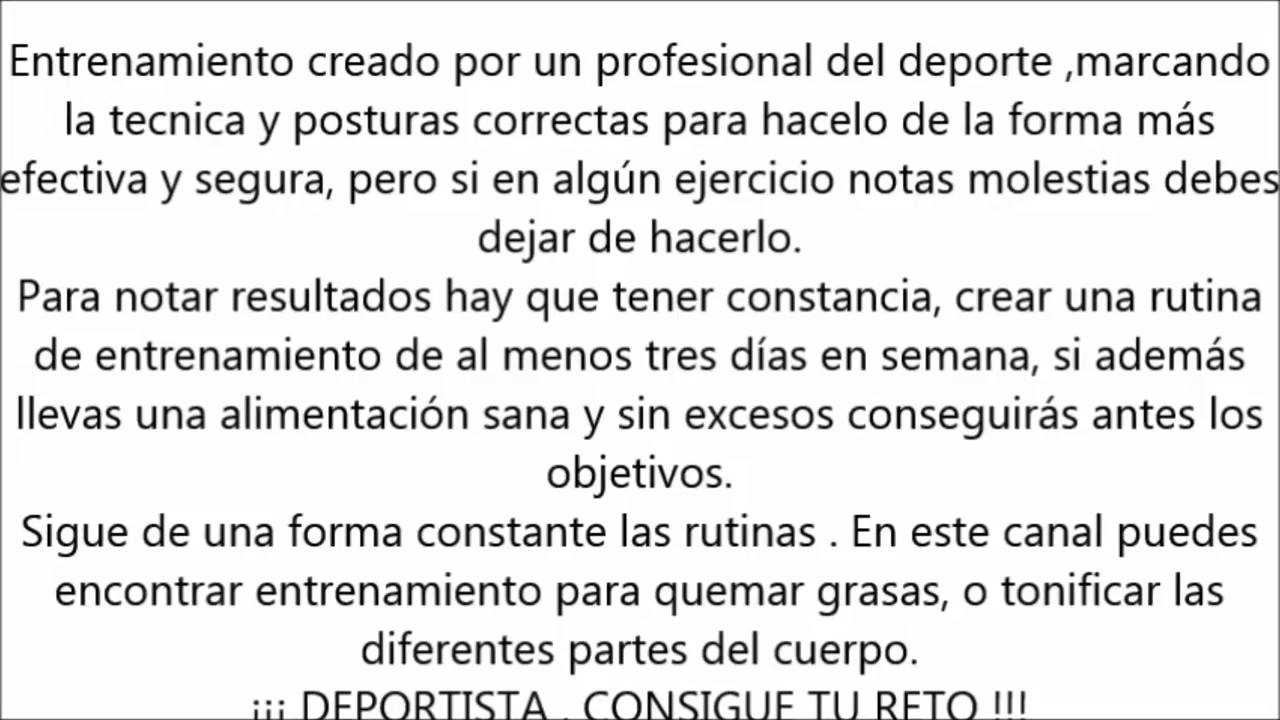 Entrenamiento creado por un profesional del deporte ,marcando
la tecnica y posturas correctas para hacelo de la forma más
efectiva y segura, pero si en algún ejercicio notas molestias debes
dejar de hacerlo.
Para notar resultados hay que tener constancia, crear una rutina
de entrenamiento de al menos tres días en semana, si además
llevas una alimentación sana y sin excesos conseguirás antes los
objetivos.
Sigue de una forma constante las rutinas . En este canal puedes
encontrar entrenamiento para quemar grasas, o tonificar las
diferentes partes del cuerpo.
¡¡¡ DEPORTISTA , CONSIGUE TU RETO !!!